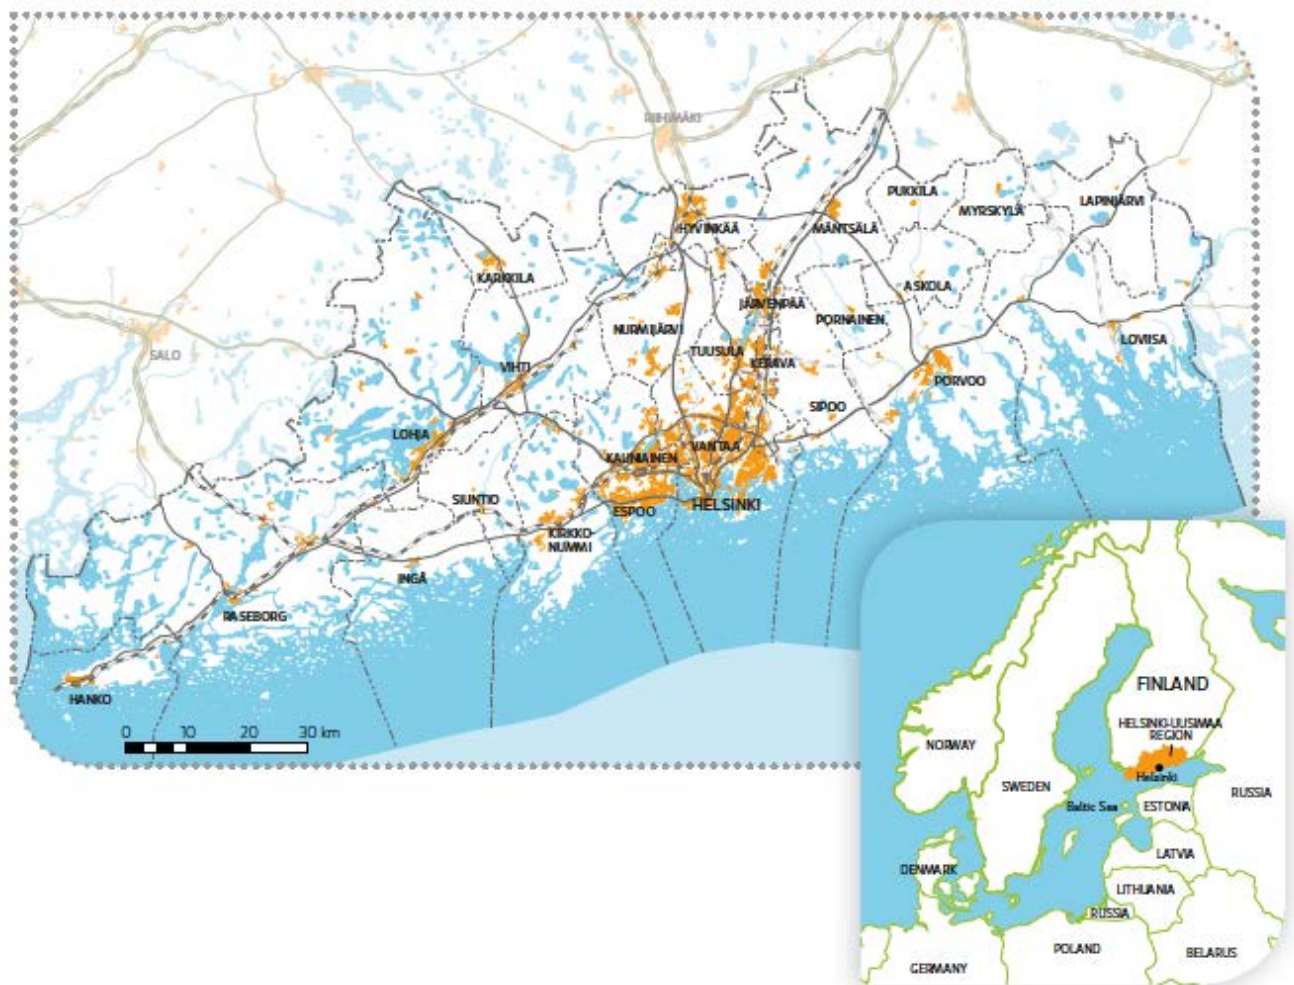 RIIHIMÄKI
PUKKILA
LAPINJÄRVI
MYRSKYLÄ
HYVINKÄÄ
MÄNTSÄLÄ
KARKKILA
ASKOLA
JÄRVENPÄÄ
PORNAINEN
NURMIJÄRVI
LOVIISA
SALO
TUUSULA
KERAVA
VIHTI
PORVOO
SIPOO
LOHJA
VANTAA
KAUNIAINEN
SIUNTIO
HELSINKI
ESPOO
KIRKKO-
NUMMI
INGÅ
RASEBORG
HANKO
0 10 20 30 km
FINLAND
HELSINKI-UUSIMAA
REGION
NORWAY
Helsinki
SWEDEN
RUSSIA
Baltic Sea
ESTONIA
LATVIA
DENMARK
LITHUANIA
RUSSIA
POLAND
BELARUS
GERMANY